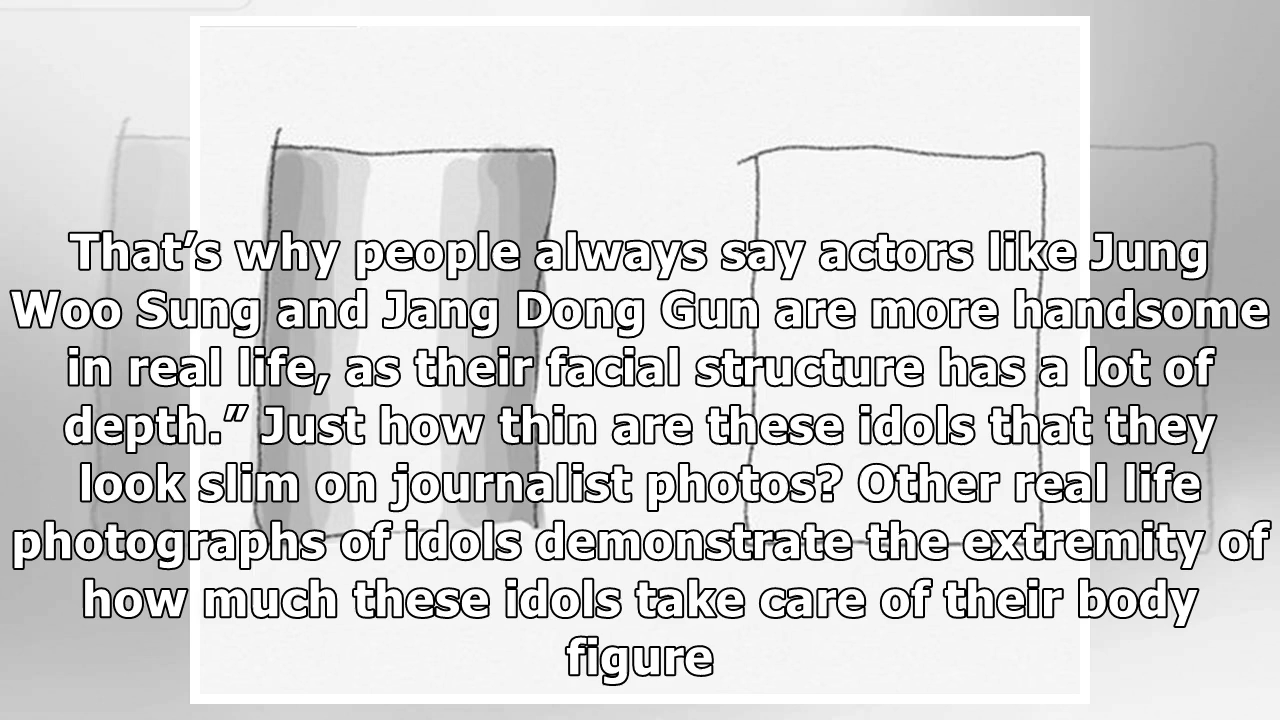 That’s why people always say actors like Jung
Woo Sung and Jang Dong Gun are more handsome
in real life, as their facial structure has a lot of
depth.” Just how thin are these idols that they
look slim on journalist photos? Other real life
photographs of idols demonstrate the extremity of
how much these idols take care of their body
figure